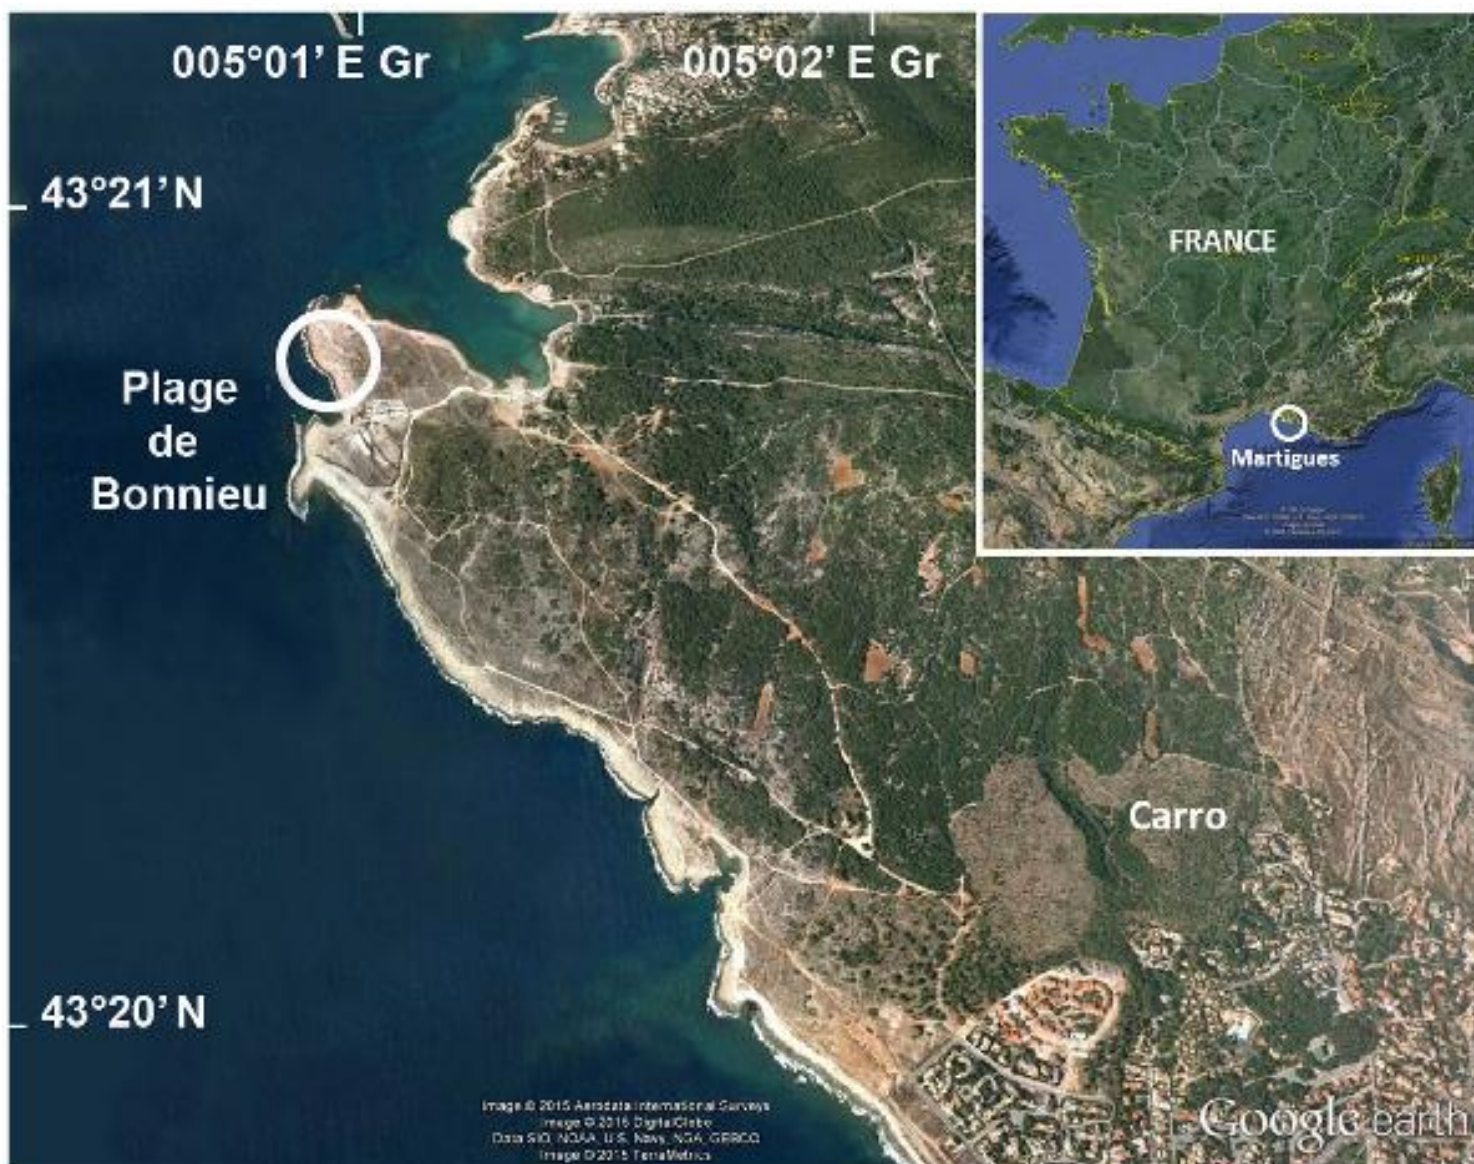 005°01' E Gr
005°02' E Gr
43°21' N
FRANCE
Plage
de
Bonnieu
Martigues
Carro
43°20' N
Image © 2015 Aerodata International Surveys
Image © 2015 DigitalGlobe
Data SIO, NOAA, U.S. Navy, NGA, GEBCO
Image © 2015 TerraMetrics
Google earth